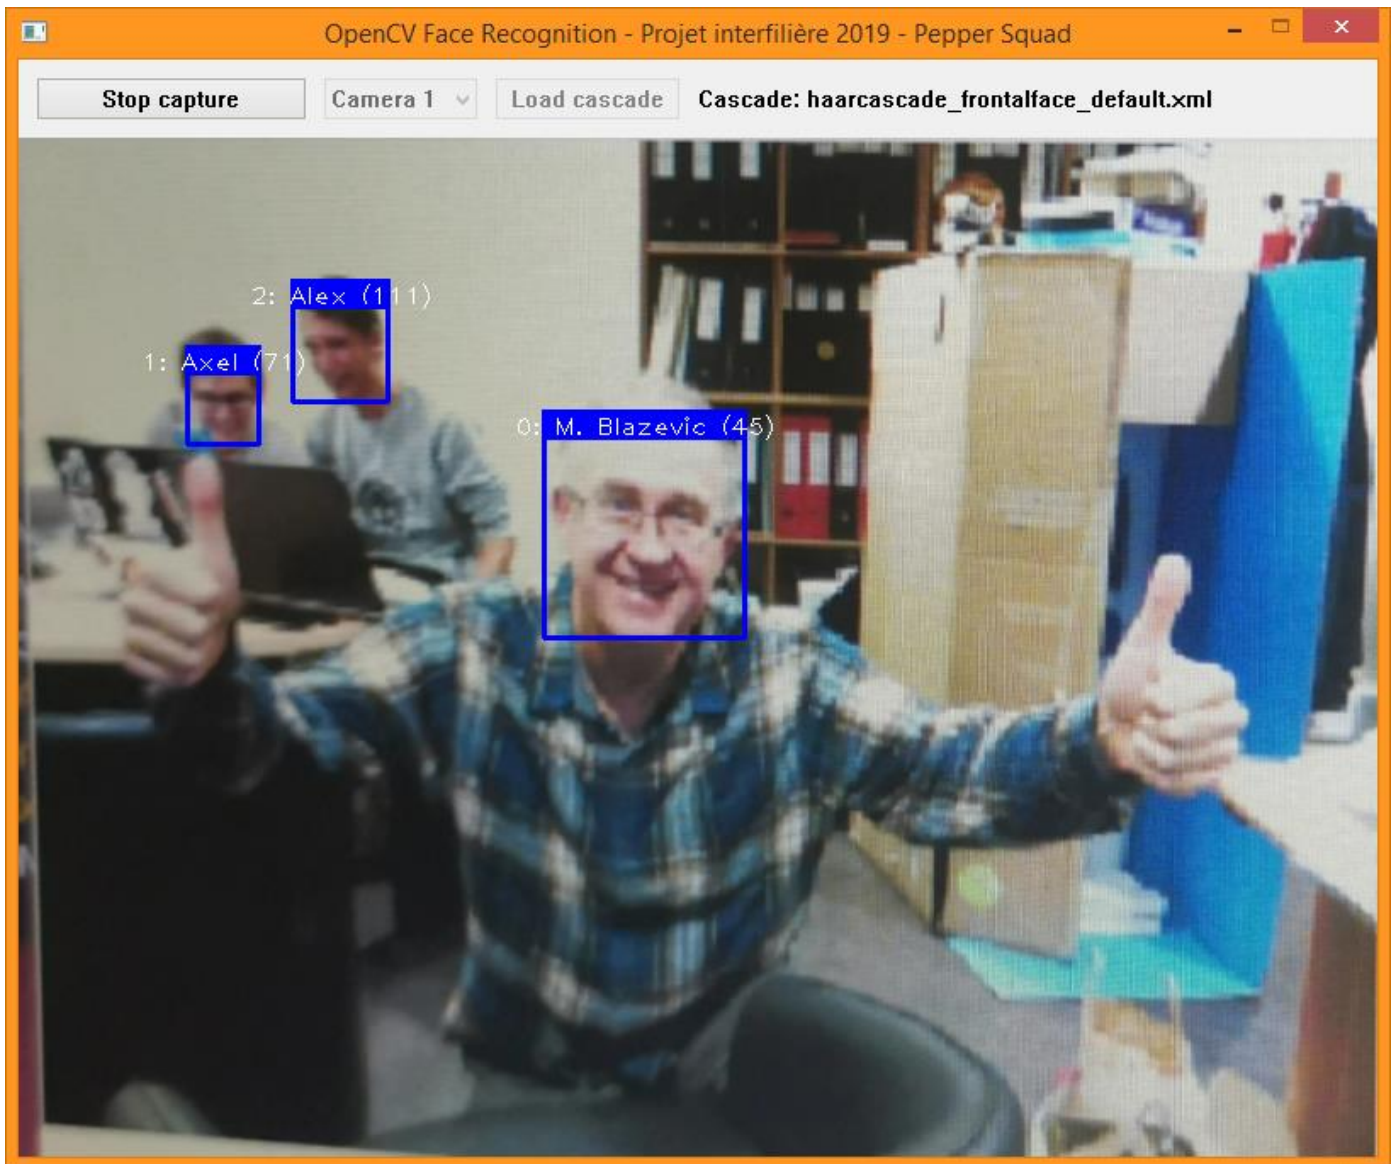 OpenCV Face Recognition - Projet interfilière 2019 - Pepper Squad
Stop capture
Camera 1
Load cascade
Cascade: haarcascade_frontalface_default.xml
2: Alex (111)
1: Axel (71)
0: M. Blazevic (45)